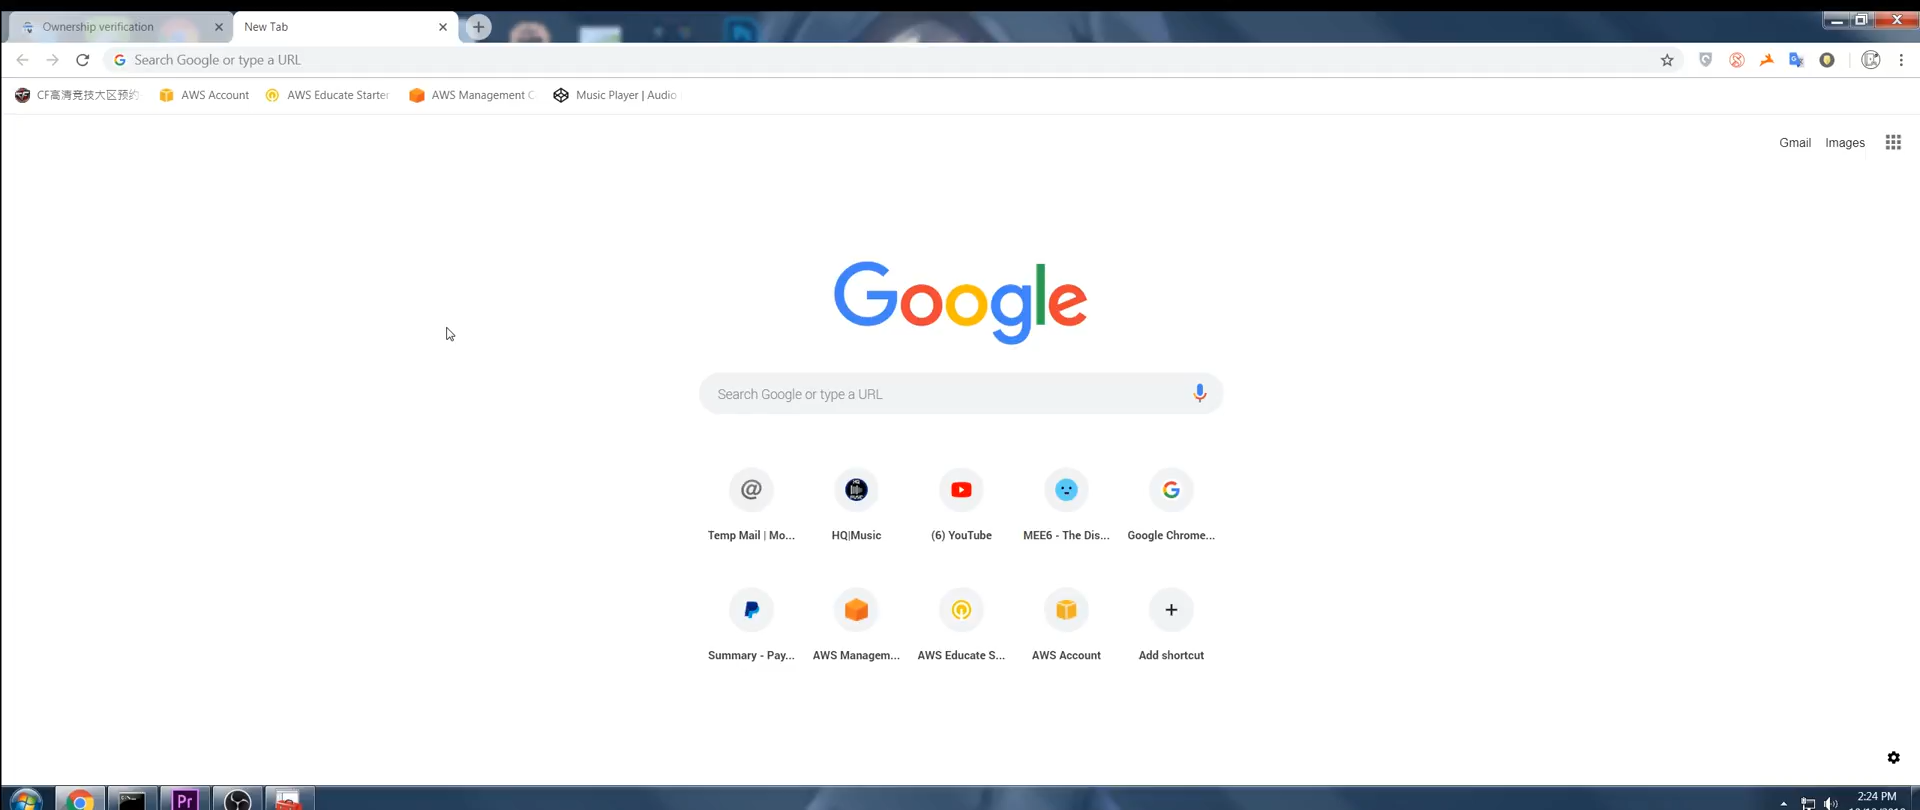 Ownership verification
New Tab
Search Google or type a URL
CF高清竞技大区预约
AWS Account
AWS Educate Starter
AWS Management C
Music Player | Audio
Gmail
Images
Google
Search Google or type a URL
Temp Mail | Mo...
HQ|Music
(6) YouTube
MEE6 - The Dis...
Google Chrome...
Summary - Pay...
AWS Managem...
AWS Educate S...
AWS Account
Add shortcut
Pr
2:24 PM